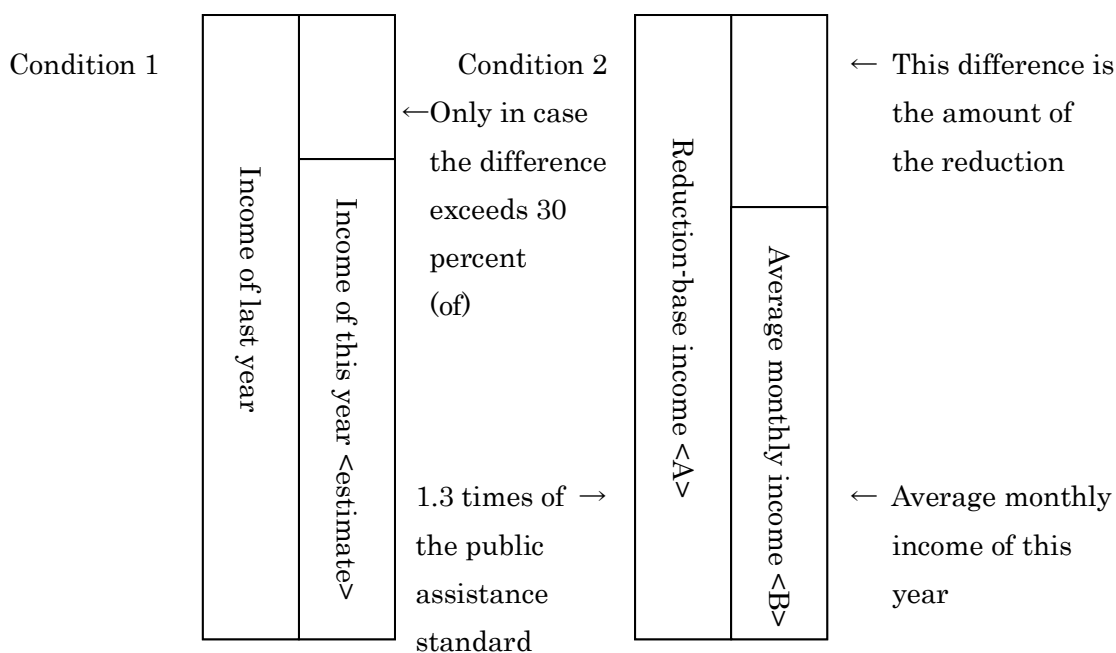 Condition 1
Income of last year
Income of this year <estimate>
←Only in case
the difference
exceeds 30
percent
(of)
Condition 2
1.3 times of →
the public
assistance
standard
Reduction-base income <A>
Average monthly income <B>
← This difference is
the amount of
the reduction
← Average monthly
income of this
year